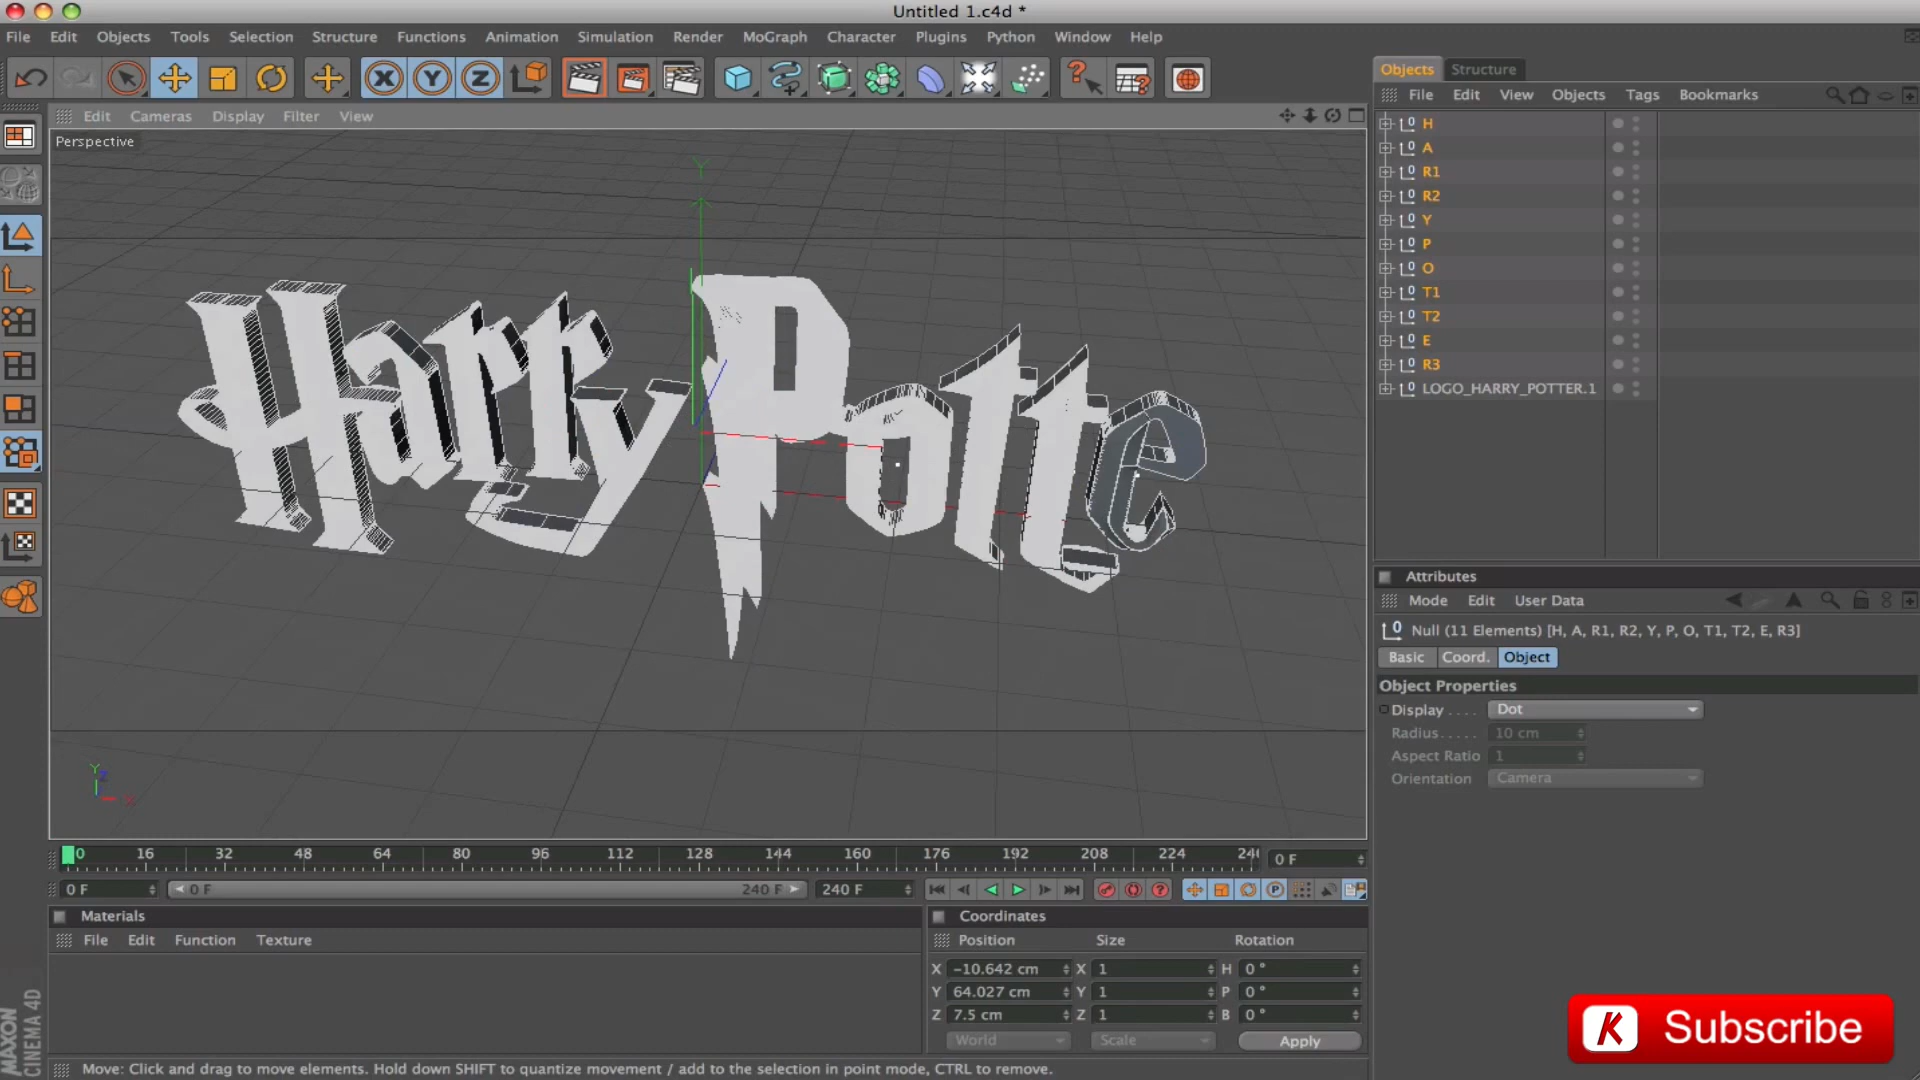 Untitled 1.c4d *
File Edit Objects Tools Selection Structure Functions Animation Simulation Render MoGraph Character Plugins Python Window Help
X Y Z
Objects Structure
File Edit View Objects Tags Bookmarks
Edit Cameras Display Filter View
Perspective
H
A
R1
R2
Y
P
O
T1
T2
E
R3
LOGO_HARRY_POTTER.1
Y
Harry Potte
Y Z X
Attributes
Mode Edit User Data
Null (11 Elements) [H, A, R1, R2, Y, P, O, T1, T2, E, R3]
Basic Coord. Object
Object Properties
Display . . . . Dot
Radius. . . . . 10 cm
Aspect Ratio 1
Orientation Camera
0 16 32 48 64 80 96 112 128 144 160 176 192 208 224 24 0 F
0 F 0 F 240 F 240 F
Materials
File Edit Function Texture
Coordinates
Position Size Rotation
X -10.642 cm X 1 H 0 °
Y 64.027 cm Y 1 P 0 °
Z 7.5 cm Z 1 B 0 °
World Scale Apply
MAXON
CINEMA 4D
K Subscribe
Move: Click and drag to move elements. Hold down SHIFT to quantize movement / add to the selection in point mode, CTRL to remove.